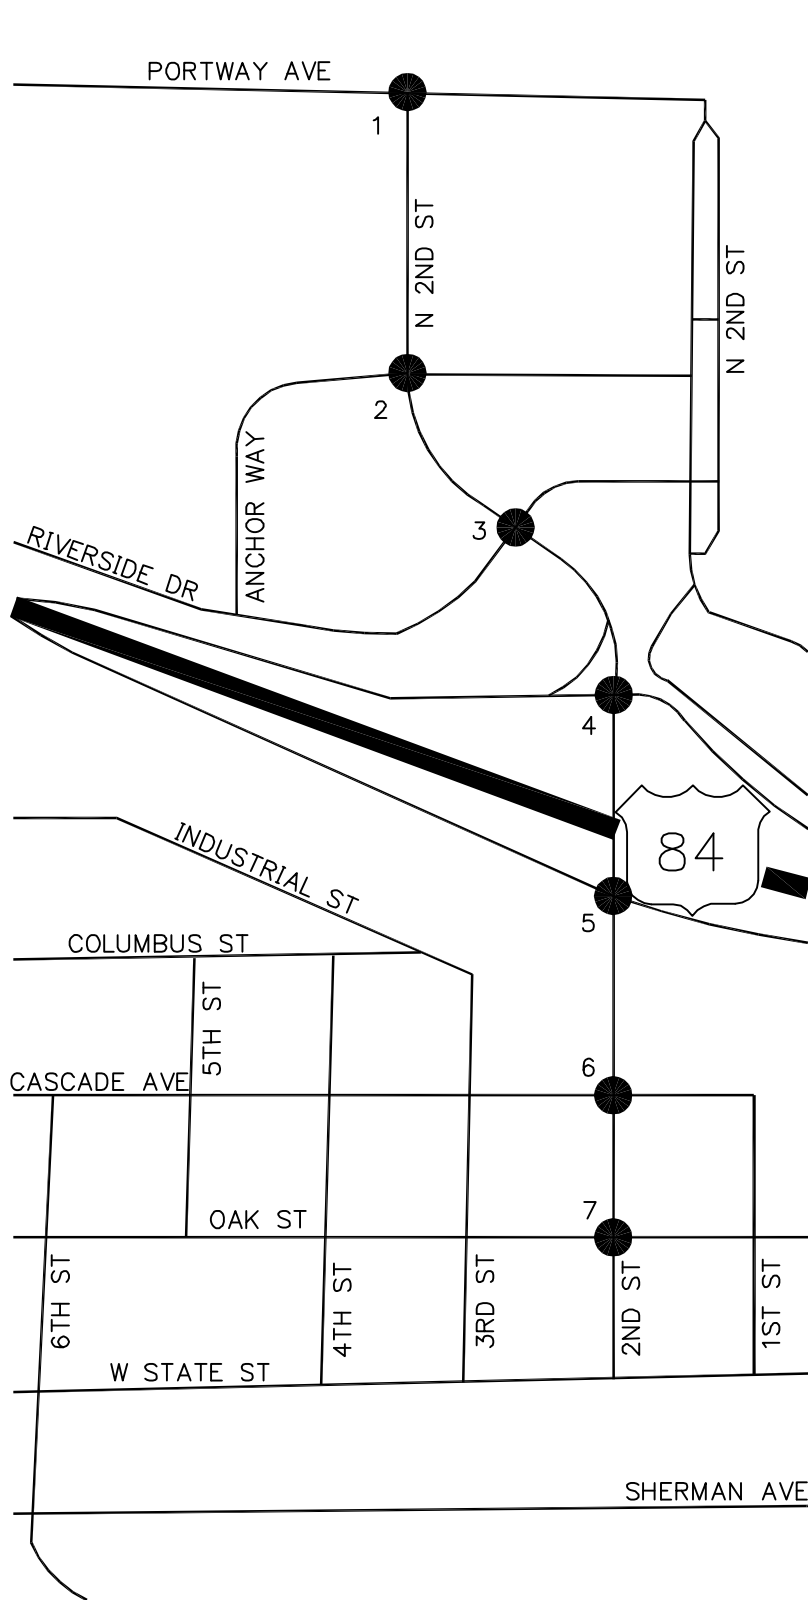 PORTWAY AVE
1
N 2ND ST
N 2ND ST
2
ANCHOR WAY
3
RIVERSIDE DR
4
INDUSTRIAL ST
84
5
COLUMBUS ST
5TH ST
6
CASCADE AVE
7
OAK ST
6TH ST
4TH ST
3RD ST
2ND ST
1ST ST
W STATE ST
SHERMAN AVE